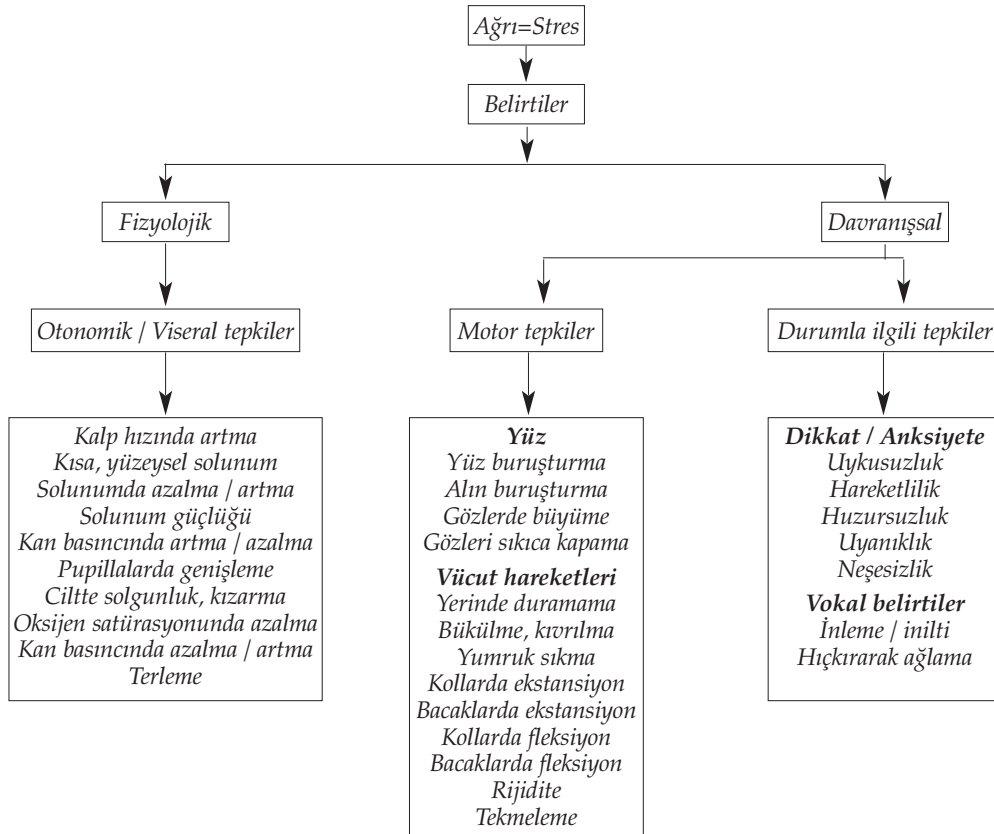 Ağrı=Stres
Belirtiler
Fizyolojik
Davranışsal
Otonomik / Viseral tepkiler
Motor tepkiler
Durumla ilgili tepkiler
Kalp hızında artma
Kısa, yüzeysel solunum
Solunumda azalma / artma
Solunum güçlüğü
Kan basıncında artma / azalma
Pupillalarda genişleme
Ciltte solgunluk, kızarma
Oksijen satürasyonunda azalma
Kan basıncında azalma / artma
Terleme
Yüz
Yüz buruşturma
Alın buruşturma
Gözlerde büyüme
Gözleri sıkıca kapama
Vücut hareketleri
Yerinde duramama
Bükülme, kıvrılma
Yumruk sıkma
Kollarda ekstansiyon
Bacaklarda ekstansiyon
Kollarda fleksiyon
Bacaklarda fleksiyon
Rijidite
Tekmeleme
Dikkat / Anksiyete
Uykusuzluk
Hareketlilik
Huzursuzluk
Uyanıklık
Neşesizlik
Vokal belirtiler
İnleme / inilti
Hıçkırarak ağlama